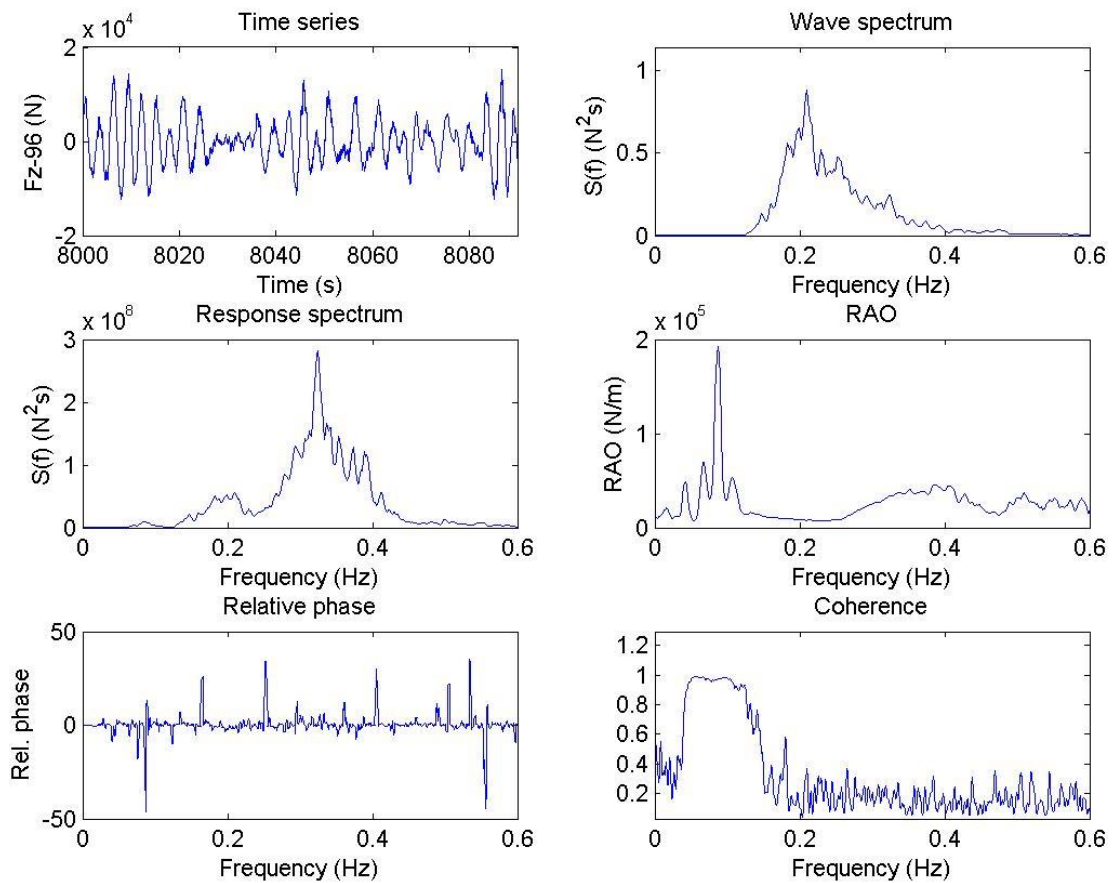 Time series
x 10^4
2
0
-2
Fz-96 (N)
8000 8020 8040 8060 8080
Time (s)
Wave spectrum
1
0.5
0
S(f) (N^2s)
0 0.2 0.4 0.6
Frequency (Hz)
Response spectrum
x 10^8
3
2
1
0
S(f) (N^2s)
0 0.2 0.4 0.6
Frequency (Hz)
RAO
x 10^5
2
1
0
RAO (N/m)
0 0.2 0.4 0.6
Frequency (Hz)
Relative phase
50
0
-50
Rel. phase
0 0.2 0.4 0.6
Frequency (Hz)
Coherence
1.2
1
0.8
0.6
0.4
0.2
0 0.2 0.4 0.6
Frequency (Hz)